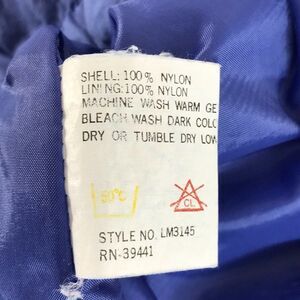 SHELL: 100% NYLON
LINING: 100% NYLON
MACHINE WASH WARM GE
BLEACH WASH DARK COLO
DRY OR TUMBLE DRY LOW
CL
STYLE NO. LM3145
RN-39441